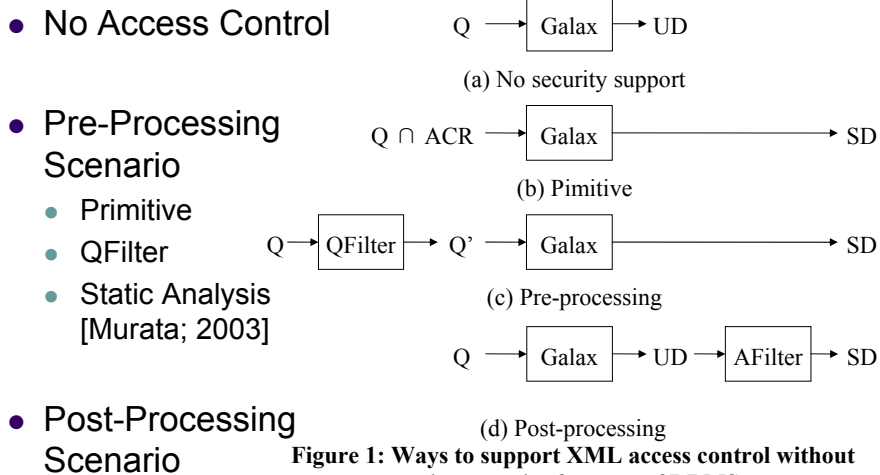 • No Access Control
Q → Galax → UD
(a) No security support
• Pre-Processing
Scenario
Q ∩ ACR → Galax → SD
(b) Pimitive
• Primitive
• QFilter
• Static Analysis
[Murata; 2003]
Q → QFilter → Q’ → Galax → SD
(c) Pre-processing
Q → Galax → UD → AFilter → SD
(d) Post-processing
• Post-Processing
Scenario
Figure 1: Ways to support XML access control without